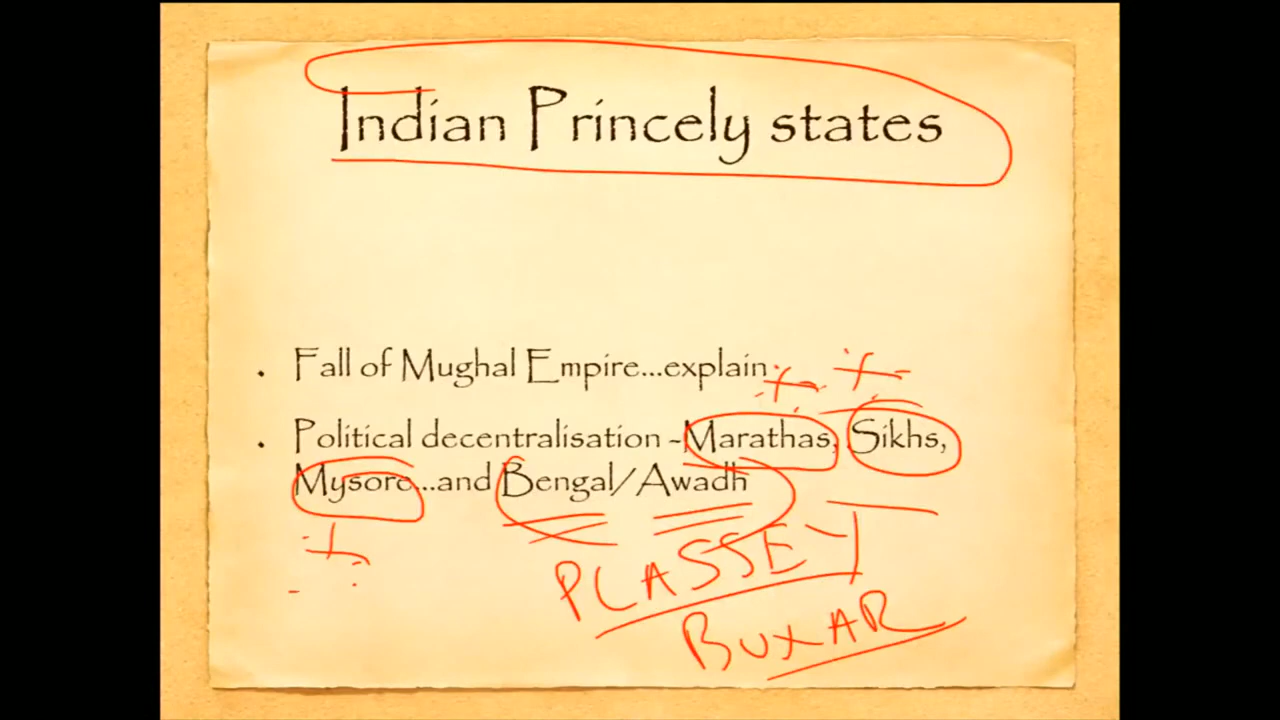 Indian Princely states
. Fall of Mughal Empire...explain
. Political decentralisation -Marathas, Sikhs,
Mysore...and Bengal/Awadh
PLASSEY
BUXAR